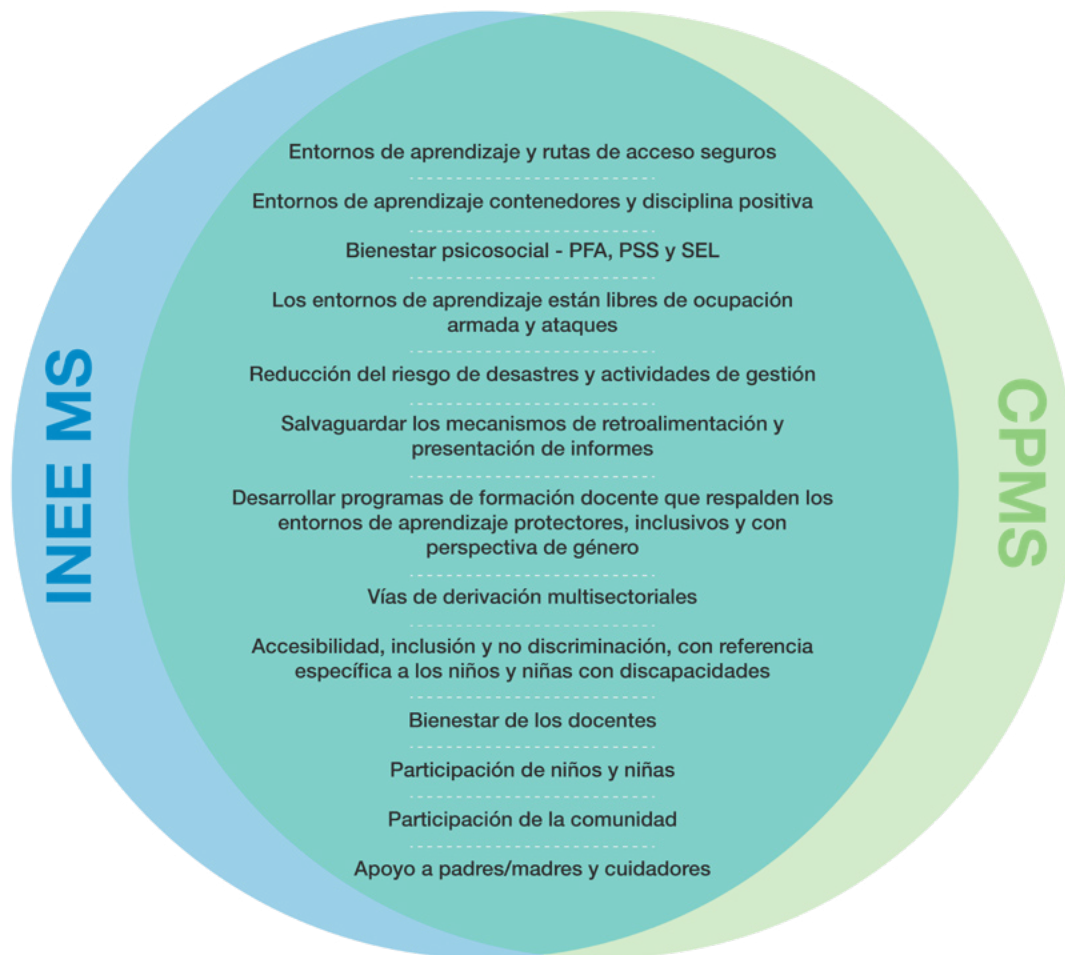 Entornos de aprendizaje y rutas de acceso seguros
Entornos de aprendizaje contenedores y disciplina positiva
Bienestar psicosocial - PFA, PSS y SEL
Los entornos de aprendizaje están libres de ocupación
armada y ataques
Reducción del riesgo de desastres y actividades de gestión
Salvaguardar los mecanismos de retroalimentación y
presentación de informes
Desarrollar programas de formación docente que respalden los
entornos de aprendizaje protectores, inclusivos y con
perspectiva de género
Vías de derivación multisectoriales
Accesibilidad, inclusión y no discriminación, con referencia
específica a los niños y niñas con discapacidades
Bienestar de los docentes
Participación de niños y niñas
Participación de la comunidad
Apoyo a padres/madres y cuidadores
INEE MS
CPMS